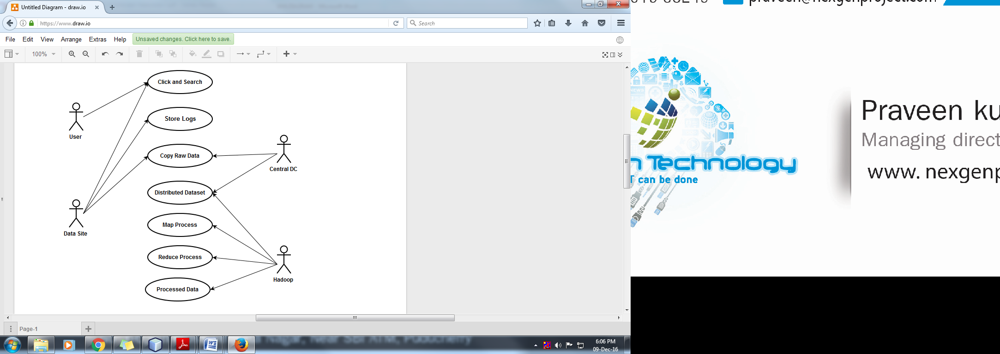 Untitled Diagram - draw.io
https://www.draw.io
Search
File Edit View Arrange Extras Help Unsaved changes. Click here to save.
100%
Click and Search
Store Logs
User
Copy Raw Data
Central DC
Distributed Dataset
Map Process
Data Site
Reduce Process
Hadoop
Processed Data
Page-1
6:06 PM
09-Dec-16
praveen@nexgenproject.com
Praveen ku
Managing direct
Technology
www. nexgenp
can be done